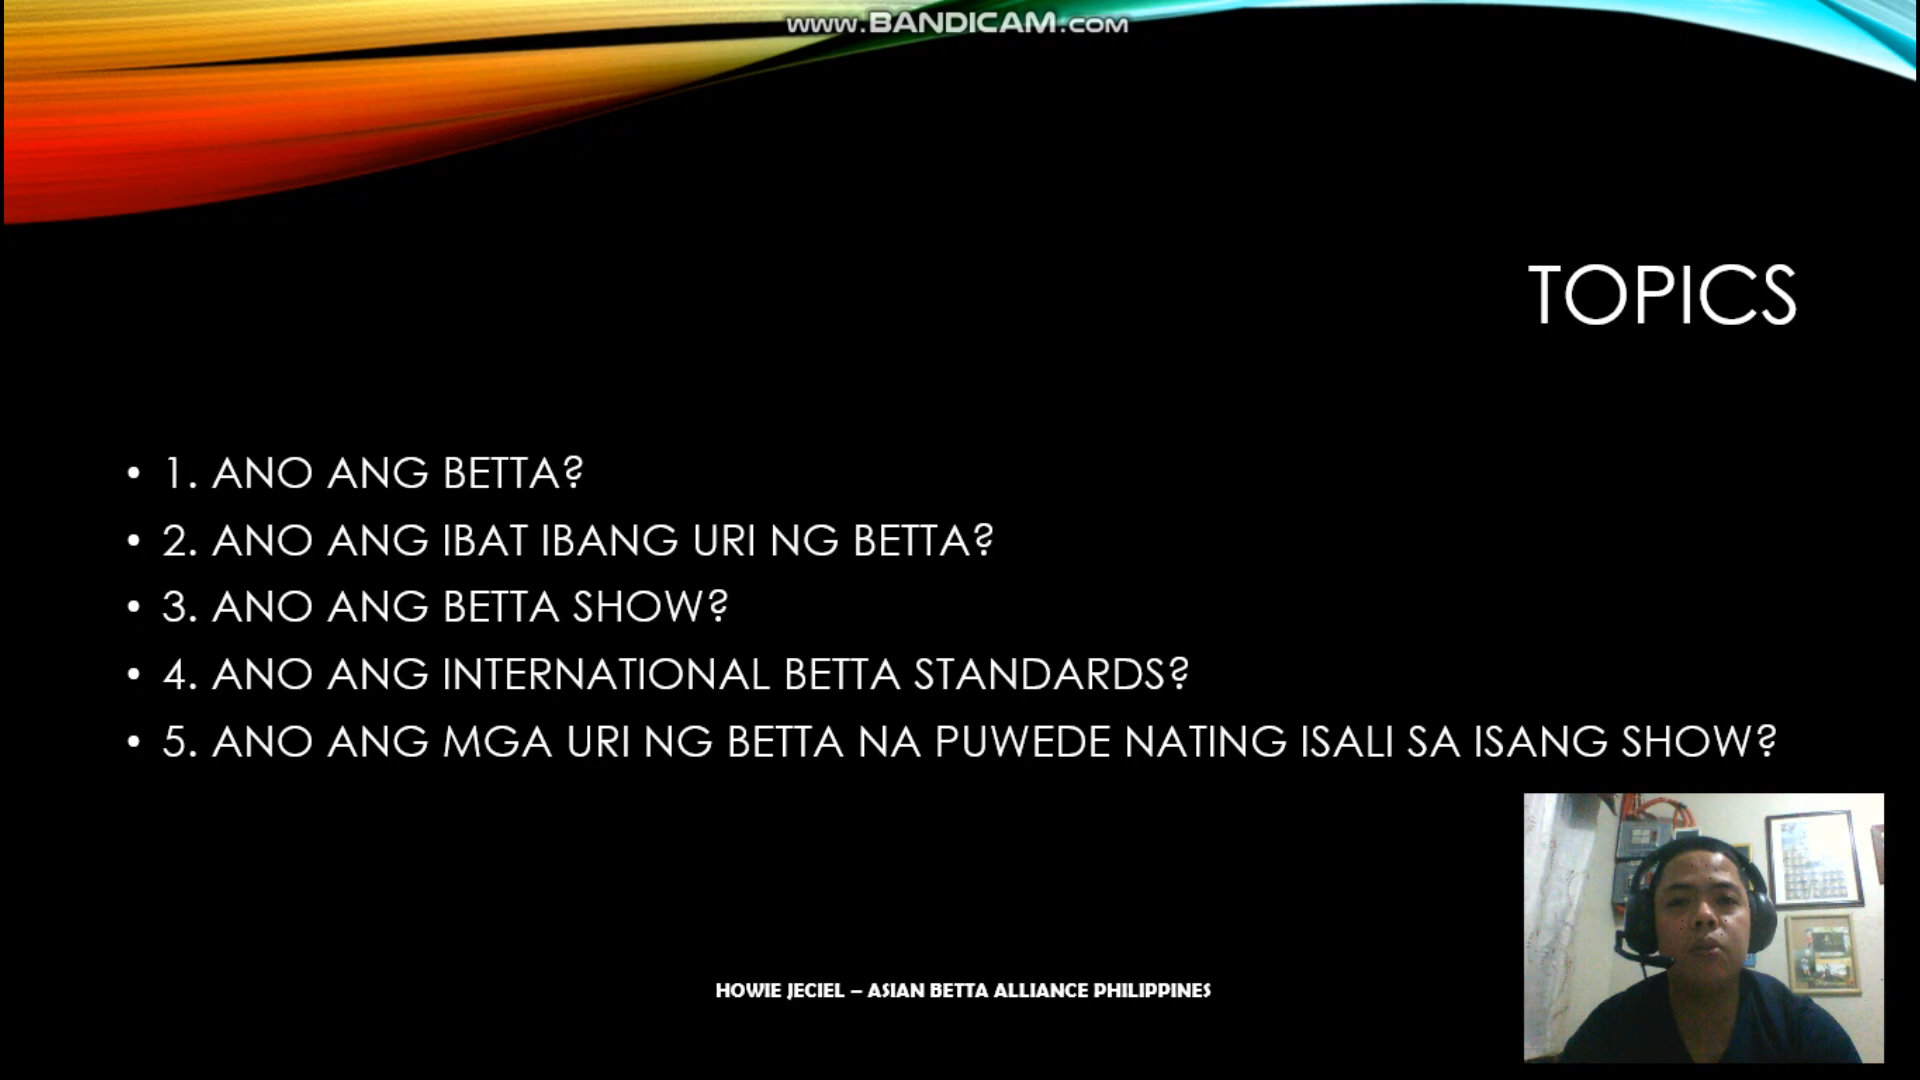 www.BANDICAM.com
TOPICS
• 1. ANO ANG BETTA?
• 2. ANO ANG IBAT IBANG URI NG BETTA?
• 3. ANO ANG BETTA SHOW?
• 4. ANO ANG INTERNATIONAL BETTA STANDARDS?
• 5. ANO ANG MGA URI NG BETTA NA PUWEDE NATING ISALI SA ISANG SHOW?
HOWIE JECIEL – ASIAN BETTA ALLIANCE PHILIPPINES